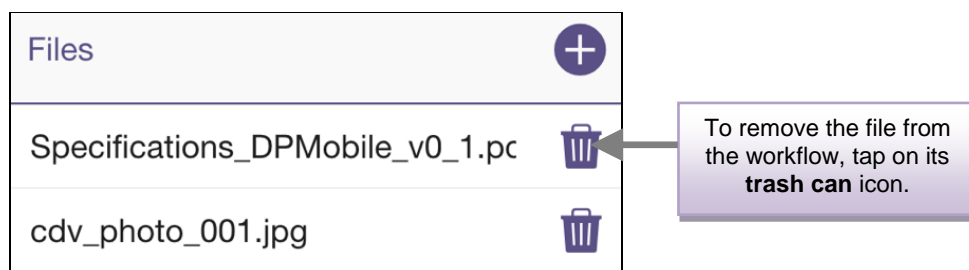 Files
Specifications_DPMobile_v0_1.pc
To remove the file from
the workflow, tap on its
trash can icon.
cdv_photo_001.jpg